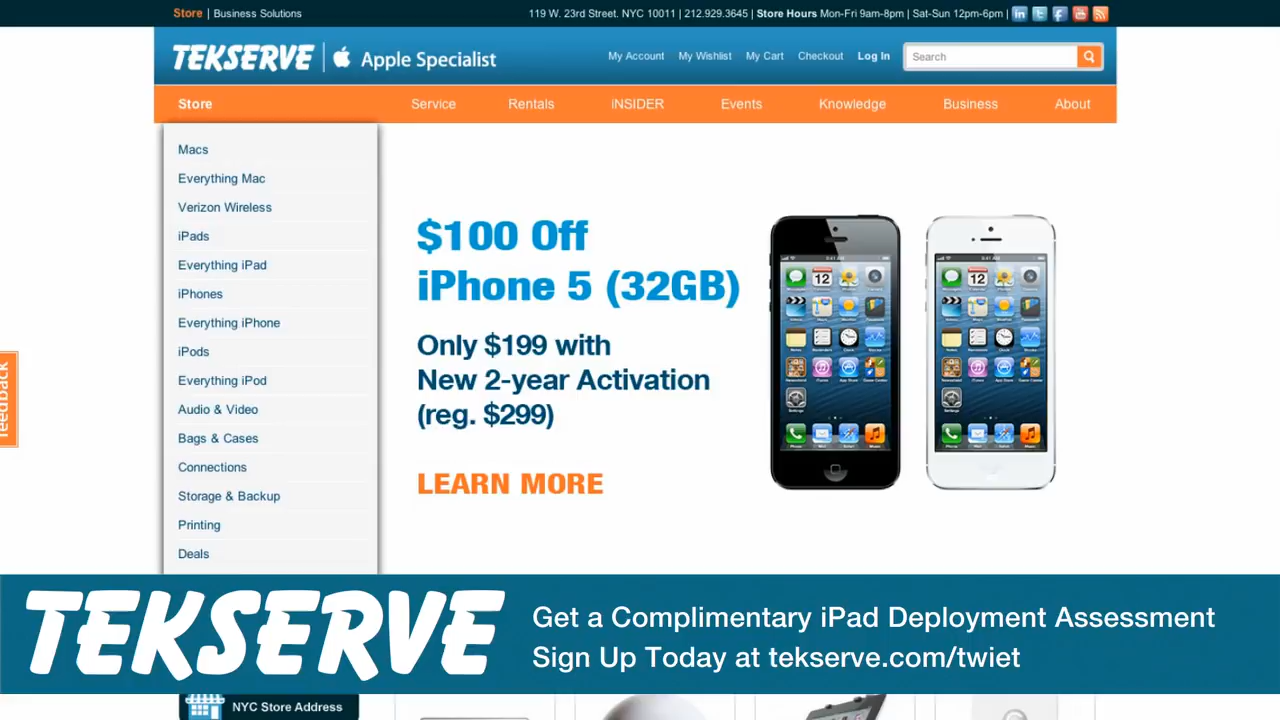 Store | Business Solutions
119 W. 23rd Street. NYC 10011 | 212.929.3645 | Store Hours Mon-Fri 9am-8pm | Sat-Sun 12pm-6pm |
TEKSERVE | Apple Specialist
My Account My Wishlist My Cart Checkout Log In Search
Store Service Rentals iNSIDER Events Knowledge Business About
Macs
Everything Mac
Verizon Wireless
iPads
Everything iPad
iPhones
Everything iPhone
iPods
Everything iPod
Audio & Video
Bags & Cases
Connections
Storage & Backup
Printing
Deals
$100 Off
iPhone 5 (32GB)
Only $199 with
New 2-year Activation
(reg. $299)
LEARN MORE
feedback
TEKSERVE
Get a Complimentary iPad Deployment Assessment
Sign Up Today at tekserve.com/twiet
NYC Store Address